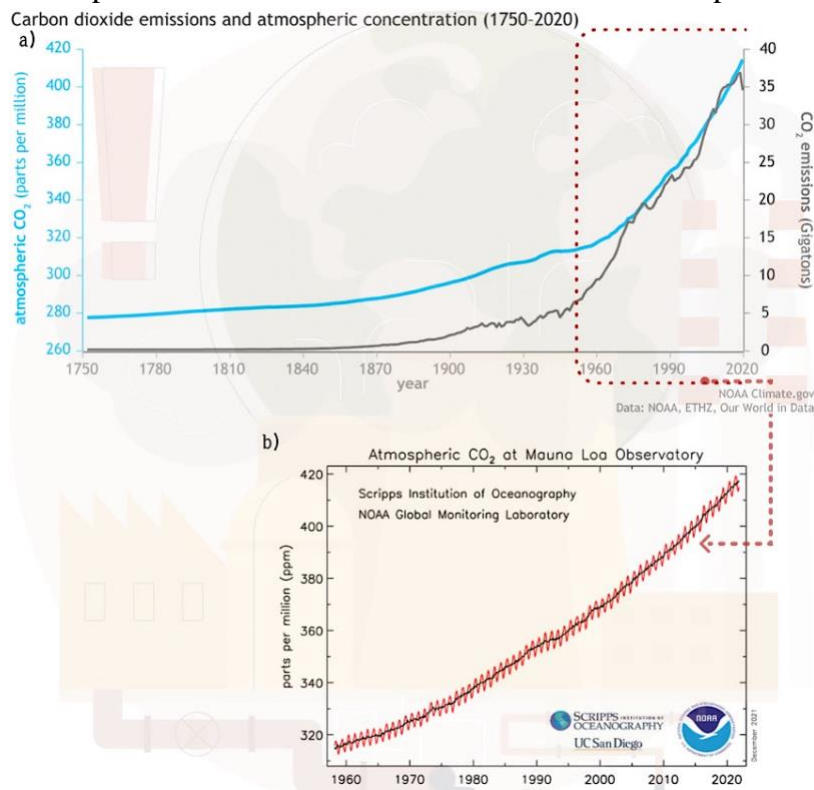 Carbon dioxide emissions and atmospheric concentration (1750-2020)
a)
420
400
380
360
340
320
300
280
260
atmospheric CO2 (parts per million)
40
35
30
25
20
15
10
5
0
CO2 emissions (Gigatons)
1750 1780 1810 1840 1870 1900 1930 1960 1990 2020
year
NOAA Climate.gov
Data: NOAA, ETHZ, Our World in Data
b)
Atmospheric CO2 at Mauna Loa Observatory
Scripps Institution of Oceanography
NOAA Global Monitoring Laboratory
420
400
380
360
340
320
parts per million (ppm)
SCRIPPS INSTITUTION OF
OCEANOGRAPHY
UC San Diego
NOAA
December 2021
1960 1970 1980 1990 2000 2010 2020